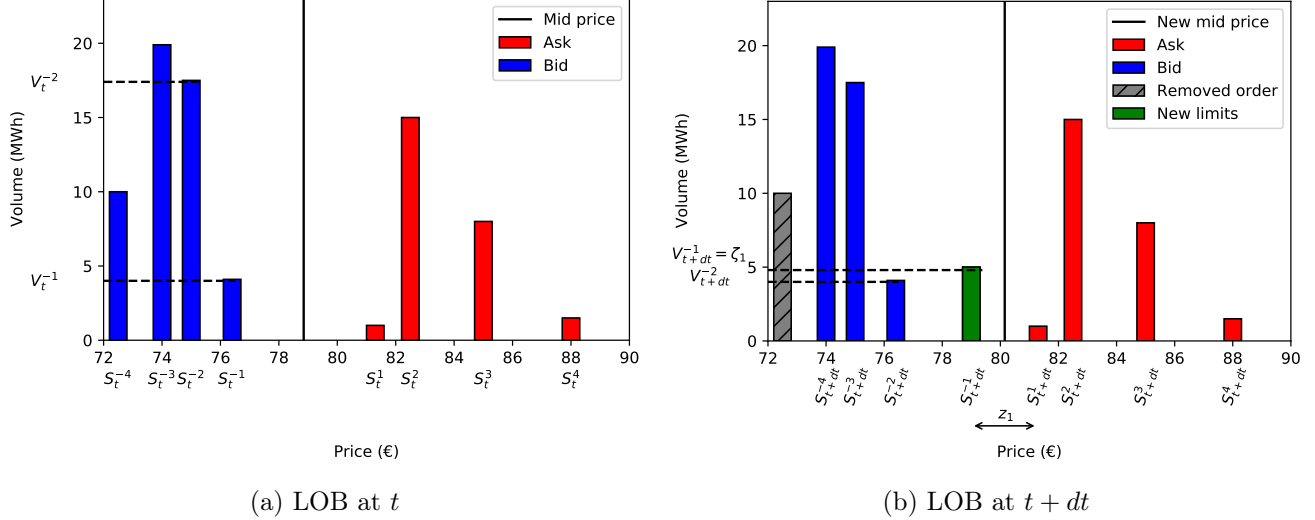 Mid price
Ask
Bid
Volume (MWh)
20
15
10
5
0
V_t^{-2}
V_t^{-1}
72 74 76 78 80 82 84 86 88 90
S_t^{-4} S_t^{-3} S_t^{-2} S_t^{-1} S_t^1 S_t^2 S_t^3 S_t^4
Price (€)
(a) LOB at t
New mid price
Ask
Bid
Removed order
New limits
Volume (MWh)
20
15
10
5
0
V_{t+dt}^{-1} = ζ_1
V_{t+dt}^{-2}
72 74 76 78 80 82 84 86 88 90
S_{t+dt}^{-4} S_{t+dt}^{-3} S_{t+dt}^{-2} S_{t+dt}^{-1} S_{t+dt}^1 S_{t+dt}^2 S_{t+dt}^3 S_{t+dt}^4
z_1
Price (€)
(b) LOB at t + dt